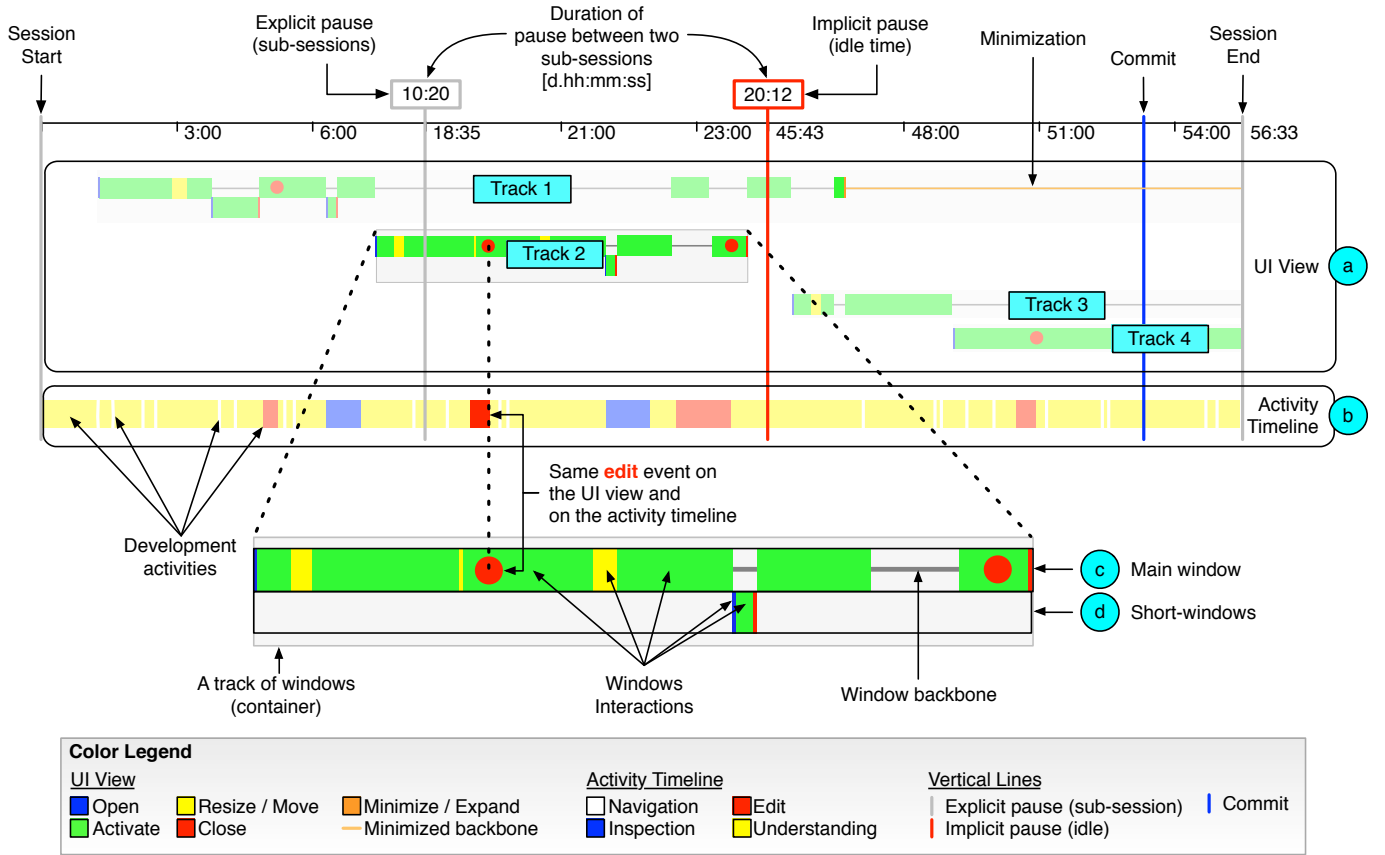 Session
Start
Explicit pause
(sub-sessions)
Duration of
pause between two
sub-sessions
[d.hh:mm:ss]
Implicit pause
(idle time)
Minimization
Commit
Session
End
10:20
20:12
3:00
6:00
18:35
21:00
23:00
45:43
48:00
51:00
54:00
56:33
Track 1
Track 2
Track 3
Track 4
UI View
a
Activity
Timeline
b
Development
activities
Same edit event on
the UI view and
on the activity timeline
c
Main window
d
Short-windows
A track of windows
(container)
Windows
Interactions
Window backbone
Color Legend
UI View
Open
Activate
Resize / Move
Close
Minimize / Expand
Minimized backbone
Activity Timeline
Navigation
Inspection
Edit
Understanding
Vertical Lines
Explicit pause (sub-session)
Implicit pause (idle)
Commit